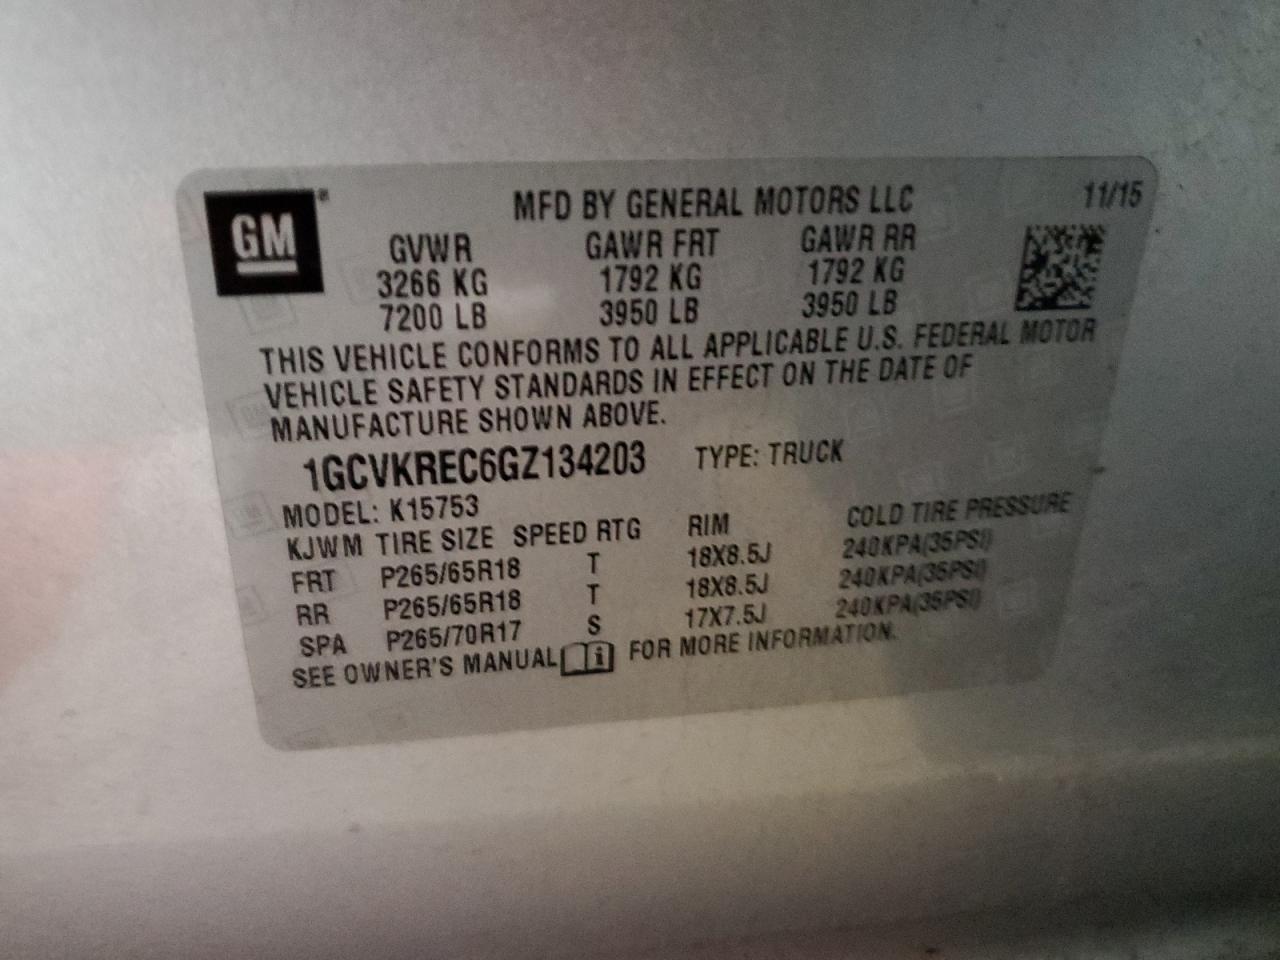 GM®
MFD BY GENERAL MOTORS LLC 11/15
GVWR GAWR FRT GAWR RR
3266 KG 1792 KG 1792 KG
7200 LB 3950 LB 3950 LB
THIS VEHICLE CONFORMS TO ALL APPLICABLE U.S. FEDERAL MOTOR
VEHICLE SAFETY STANDARDS IN EFFECT ON THE DATE OF
MANUFACTURE SHOWN ABOVE.
1GCVKREC6GZ134203 TYPE: TRUCK
MODEL: K15753
KJWM TIRE SIZE SPEED RTG RIM COLD TIRE PRESSURE
FRT P265/65R18 T 18X8.5J 240KPA(35PSI)
RR P265/65R18 T 18X8.5J 240KPA(35PSI)
SPA P265/70R17 S 17X7.5J 240KPA(35PSI)
SEE OWNER'S MANUAL i FOR MORE INFORMATION.